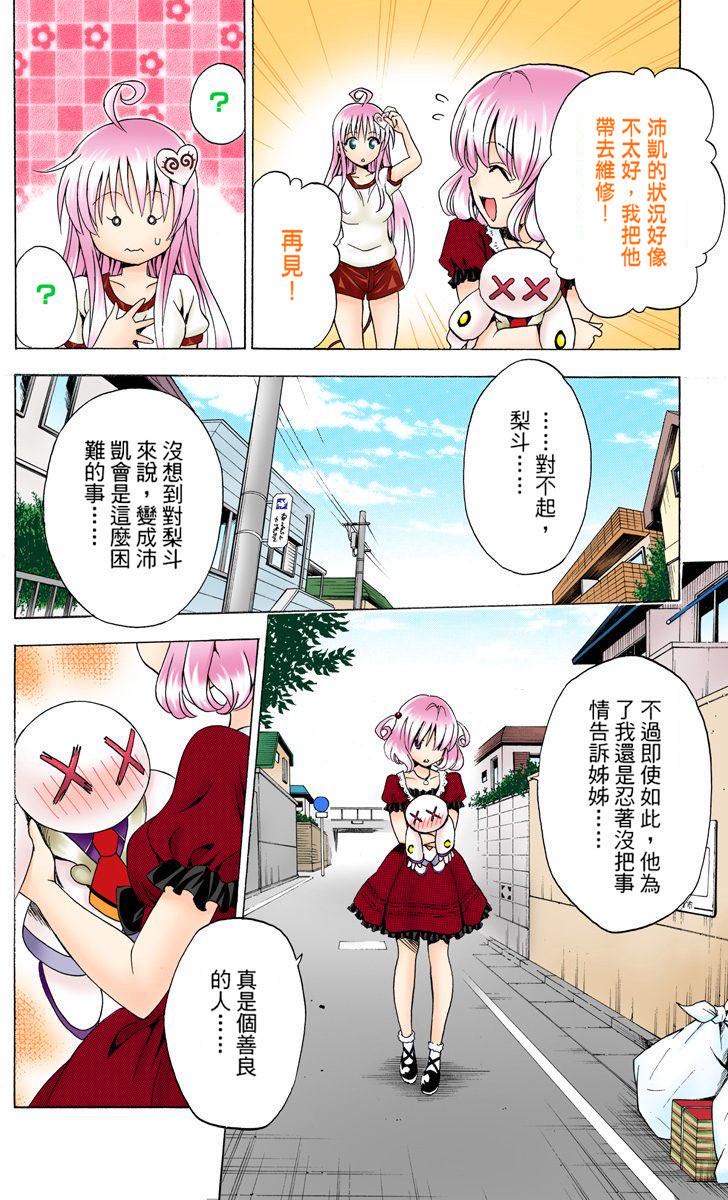 沛凱的狀況好像
不太好，我把他
帶去維修！
再見！
？
？
……對不起，
梨斗……
沒想到對梨斗
來說，變成沛
凱會是這麼困
難的事……
不過即使如此，他為
了我還是忍著沒把事
情告訴姊姊……
真是個善良
的人……